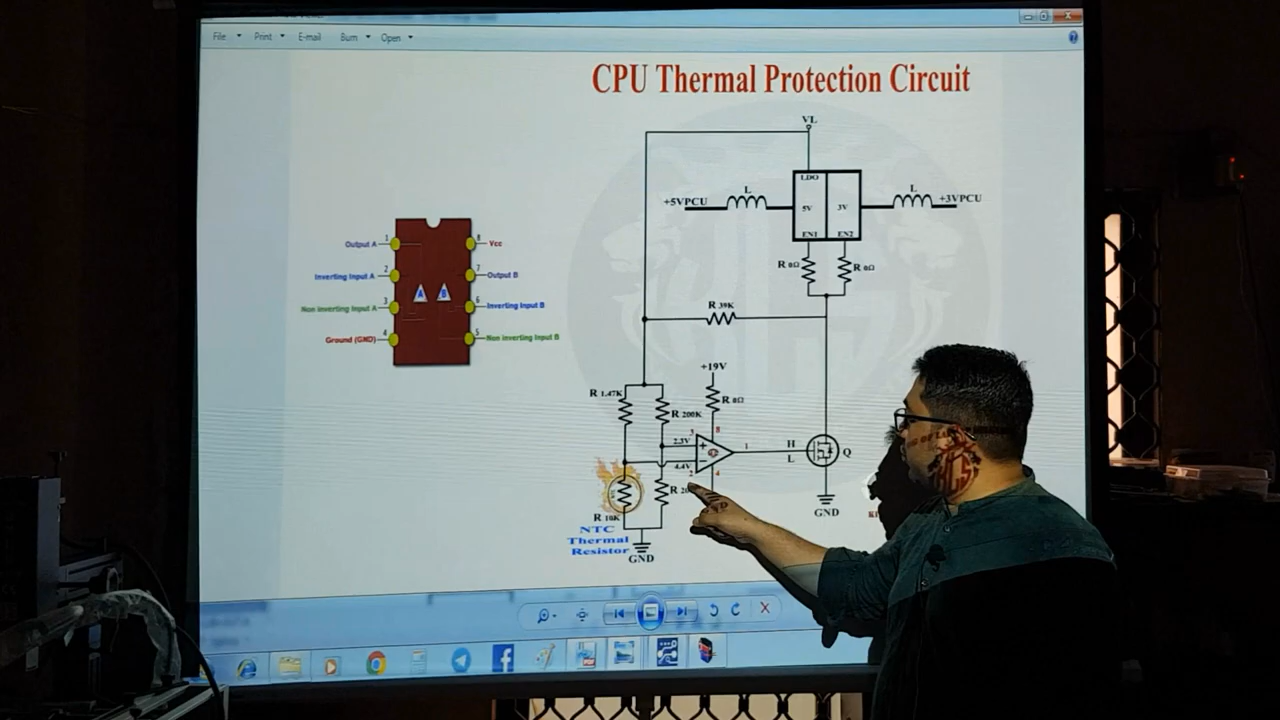 File Print E-mail Burn Open
CPU Thermal Protection Circuit
VL
LDO
L
L
+5VPCU
5V
3V
+3VPCU
EN1
EN2
R 0Ω
R 0Ω
R 39K
1
Output A
8
Vcc
2
Inverting Input A
7
Output B
3
Non Inverting Input A
A
B
6
Inverting Input B
4
Ground (GND)
5
Non Inverting Input B
+19V
R 1.47K
R 0Ω
R 200K
8
3
2.3V
+
1
H
L
Q
-
4.4V
2
4
R 10K
GND
NTC
Thermal
Resistor
GND